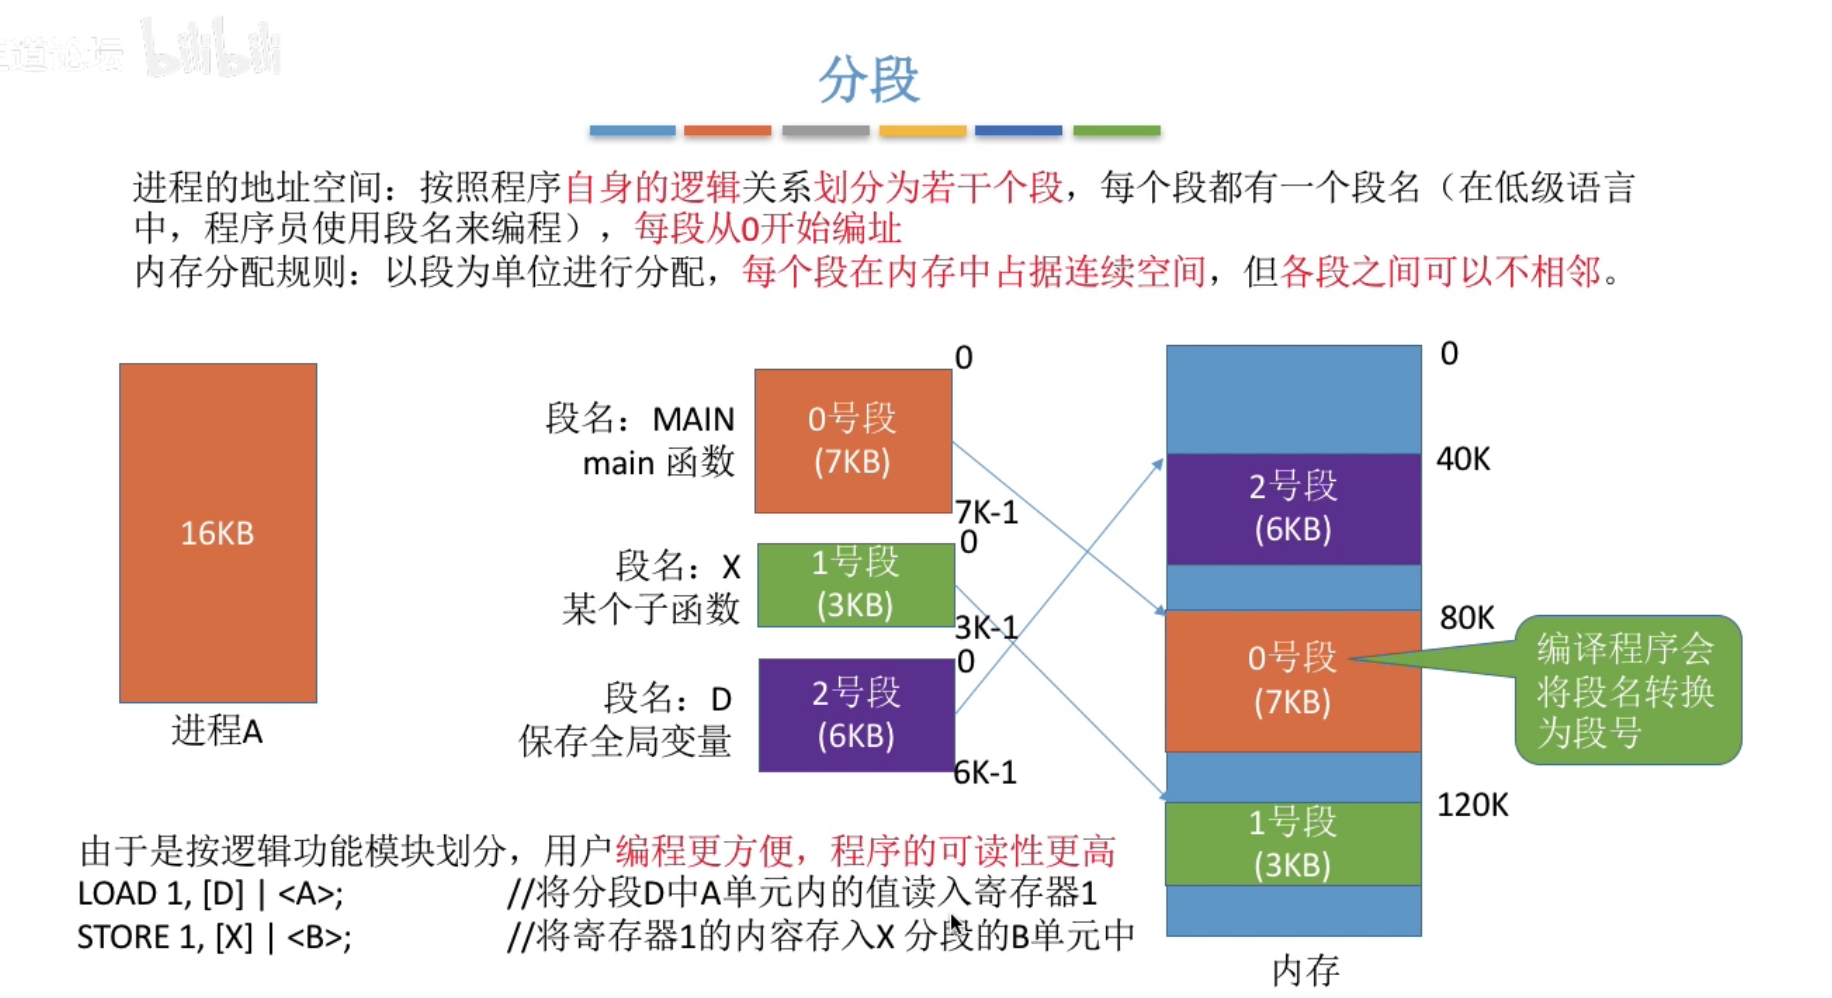 王道论坛 bilibili
分段
进程的地址空间：按照程序自身的逻辑关系划分为若干个段，每个段都有一个段名（在低级语言
中，程序员使用段名来编程），每段从0开始编址
内存分配规则：以段为单位进行分配，每个段在内存中占据连续空间，但各段之间可以不相邻。
16KB
进程A
段名：MAIN
main 函数
0号段
(7KB)
0
7K-1
段名：X
某个子函数
1号段
(3KB)
0
3K-1
段名：D
保存全局变量
2号段
(6KB)
0
6K-1
0
40K
2号段
(6KB)
80K
0号段
(7KB)
120K
1号段
(3KB)
内存
编译程序会
将段名转换
为段号
由于是按逻辑功能模块划分，用户编程更方便，程序的可读性更高
LOAD 1, [D] | <A>; //将分段D中A单元内的值读入寄存器1
STORE 1, [X] | <B>; //将寄存器1的内容存入X 分段的B单元中